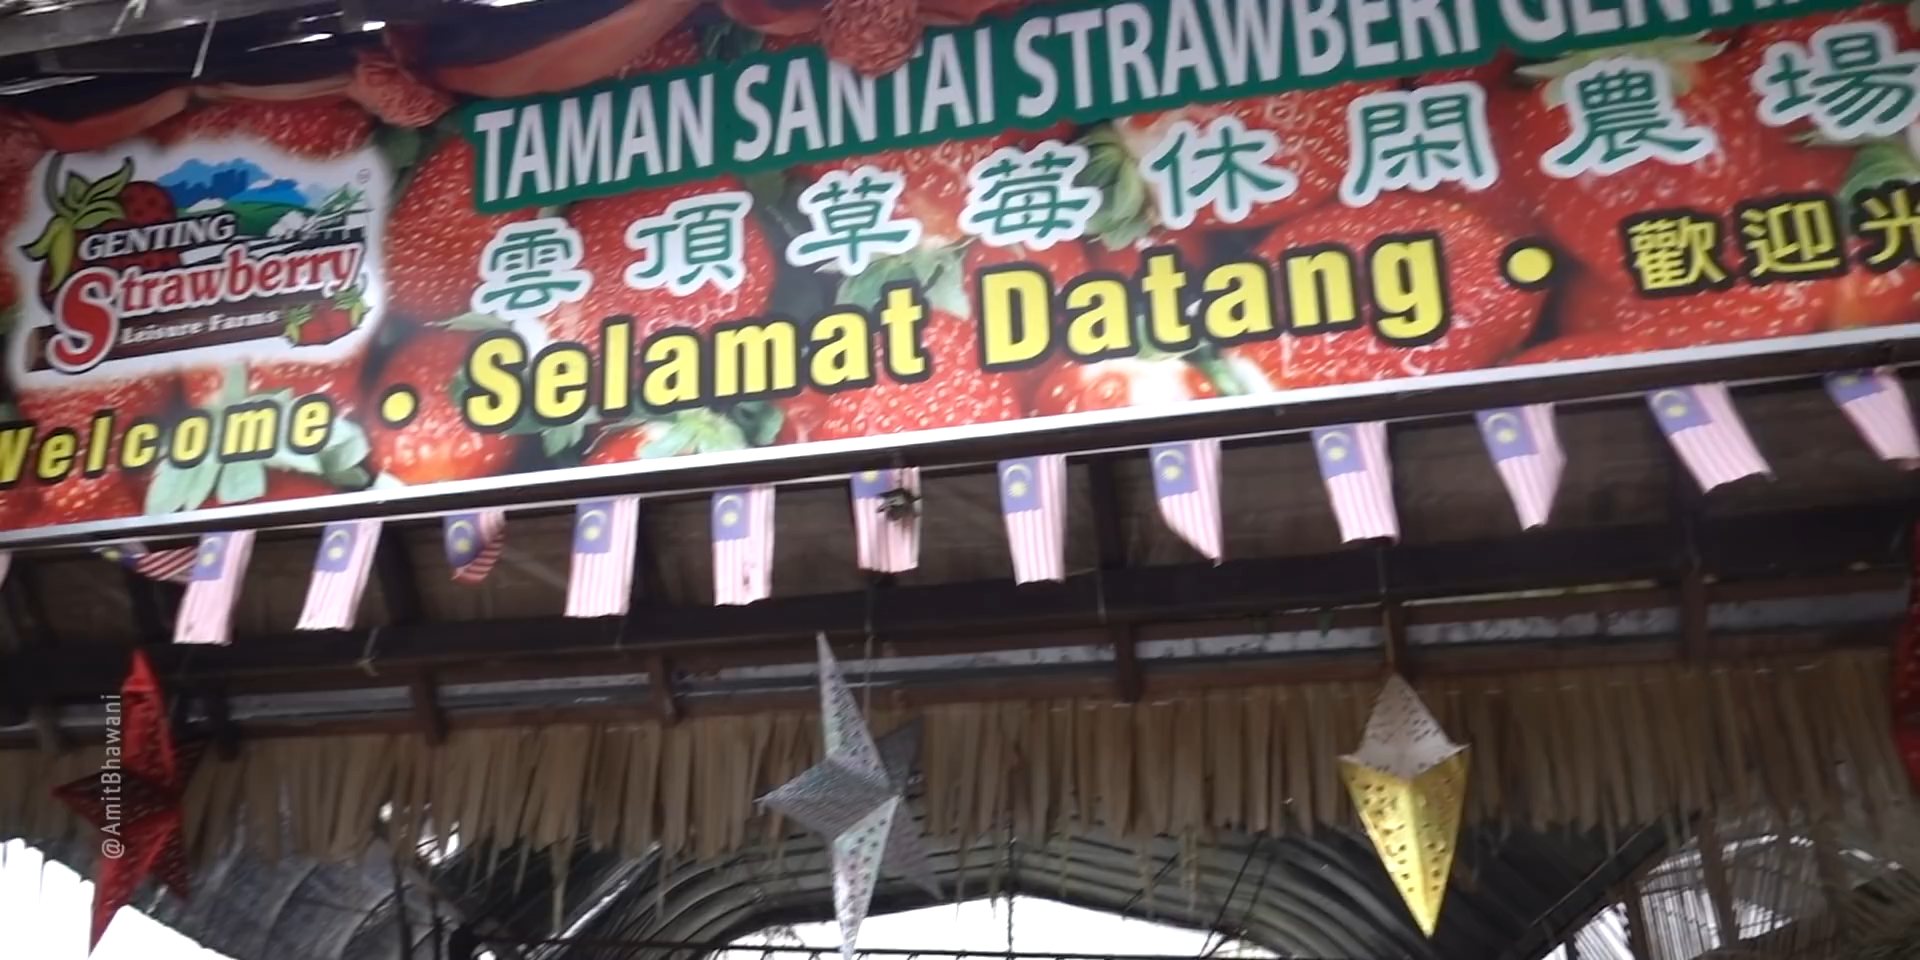 TAMAN SANTAI STRAWBERI
GENTING
Strawberry
Leisure Farms
雲頂草莓休閑農場
Welcome • Selamat Datang • 歡迎光
@AmitBhawani